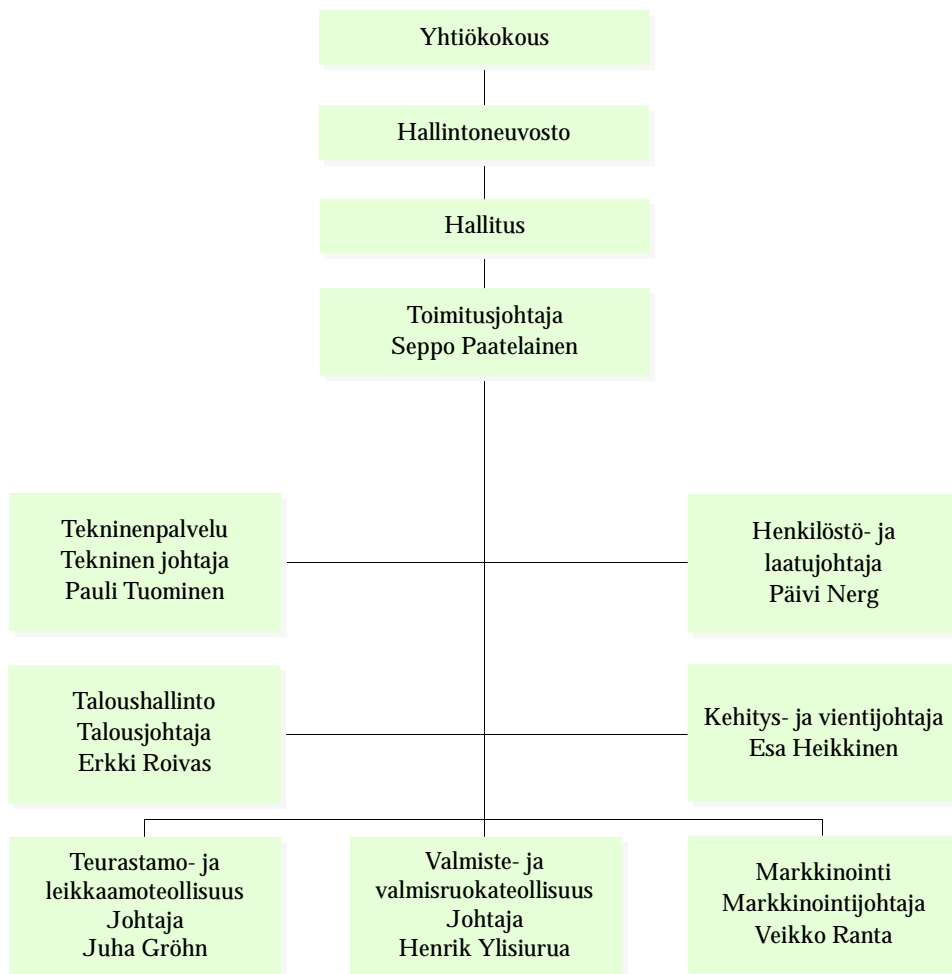 Yhtiökokous
Hallintoneuvosto
Hallitus
Toimitusjohtaja
Seppo Paatelainen
Tekninenpalvelu
Tekninen johtaja
Pauli Tuominen
Henkilöstö- ja
laatujohtaja
Päivi Nerg
Taloushallinto
Talousjohtaja
Erkki Roivas
Kehitys- ja vientijohtaja
Esa Heikkinen
Teurastamo- ja
leikkaamoteollisuus
Johtaja
Juha Gröhn
Valmiste- ja
valmisruokateollisuus
Johtaja
Henrik Ylisiurua
Markkinointi
Markkinointijohtaja
Veikko Ranta